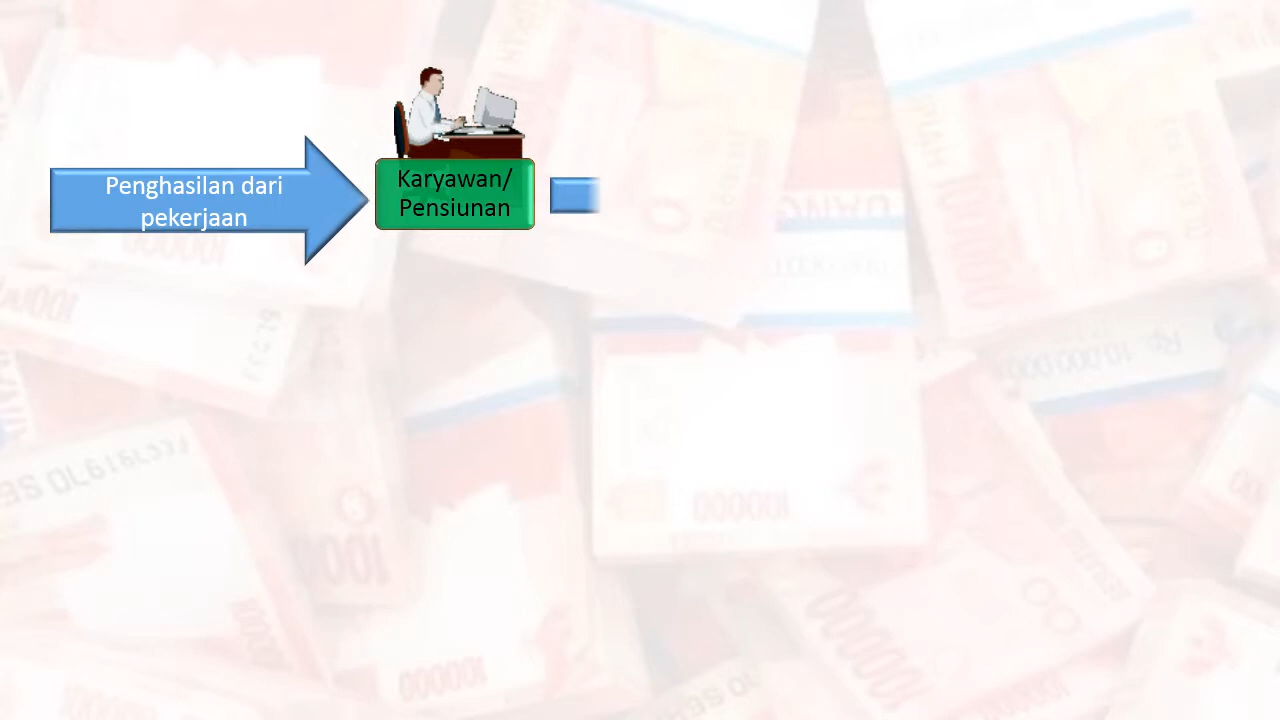 Penghasilan dari
pekerjaan
Karyawan/
Pensiunan